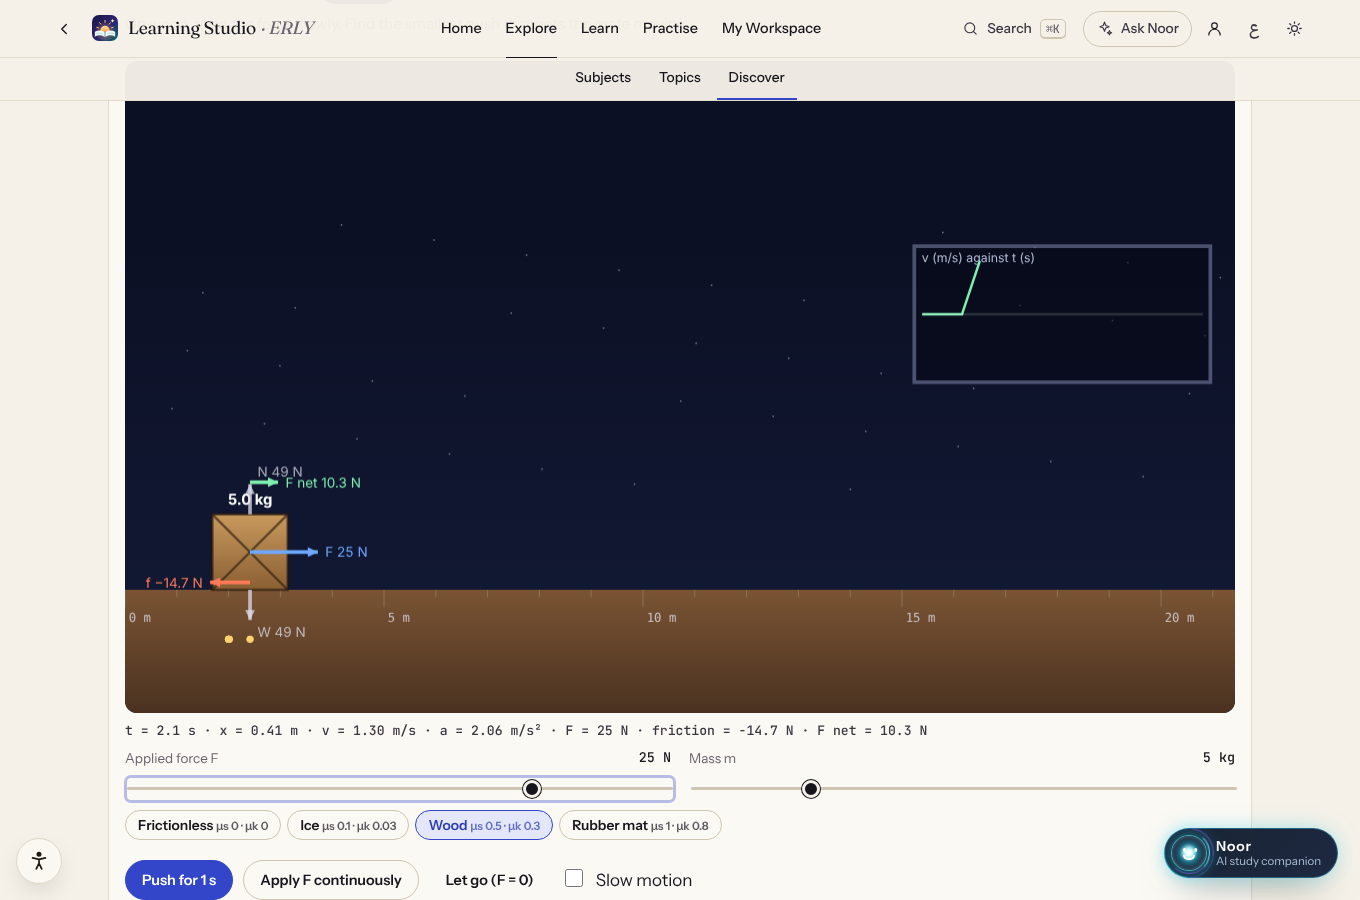 Learning Studio · ERLY
Home
Explore
Learn
Practise
My Workspace
Search ⌘K
Ask Noor
ع
Subjects
Topics
Discover
v (m/s) against t (s)
N 49 N
F net 10.3 N
5.0 kg
F 25 N
f −14.7 N
0 m
5 m
10 m
15 m
20 m
W 49 N
t = 2.1 s · x = 0.41 m · v = 1.30 m/s · a = 2.06 m/s² · F = 25 N · friction = -14.7 N · F net = 10.3 N
Applied force F
25 N
Mass m
5 kg
Frictionless μs 0 · μk 0
Ice μs 0.1 · μk 0.03
Wood μs 0.5 · μk 0.3
Rubber mat μs 1 · μk 0.8
Push for 1 s
Apply F continuously
Let go (F = 0)
Slow motion
Noor
AI study companion